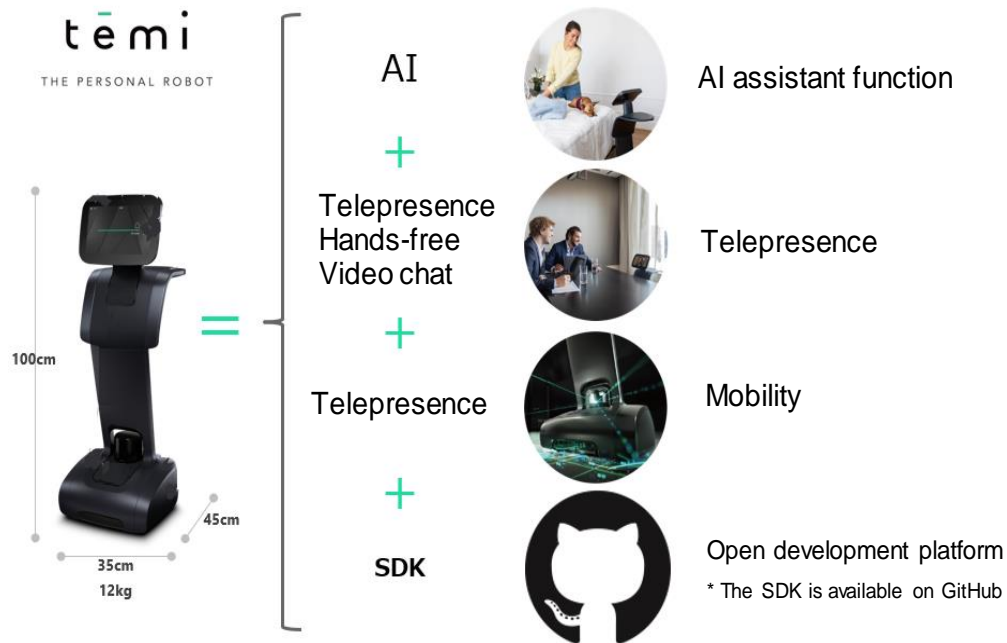 tēmi
THE PERSONAL ROBOT
AI
AI assistant function
+
Telepresence
Hands-free
Video chat
Telepresence
+
=
100cm
Telepresence
Mobility
+
45cm
35cm
12kg
SDK
Open development platform
* The SDK is available on GitHub